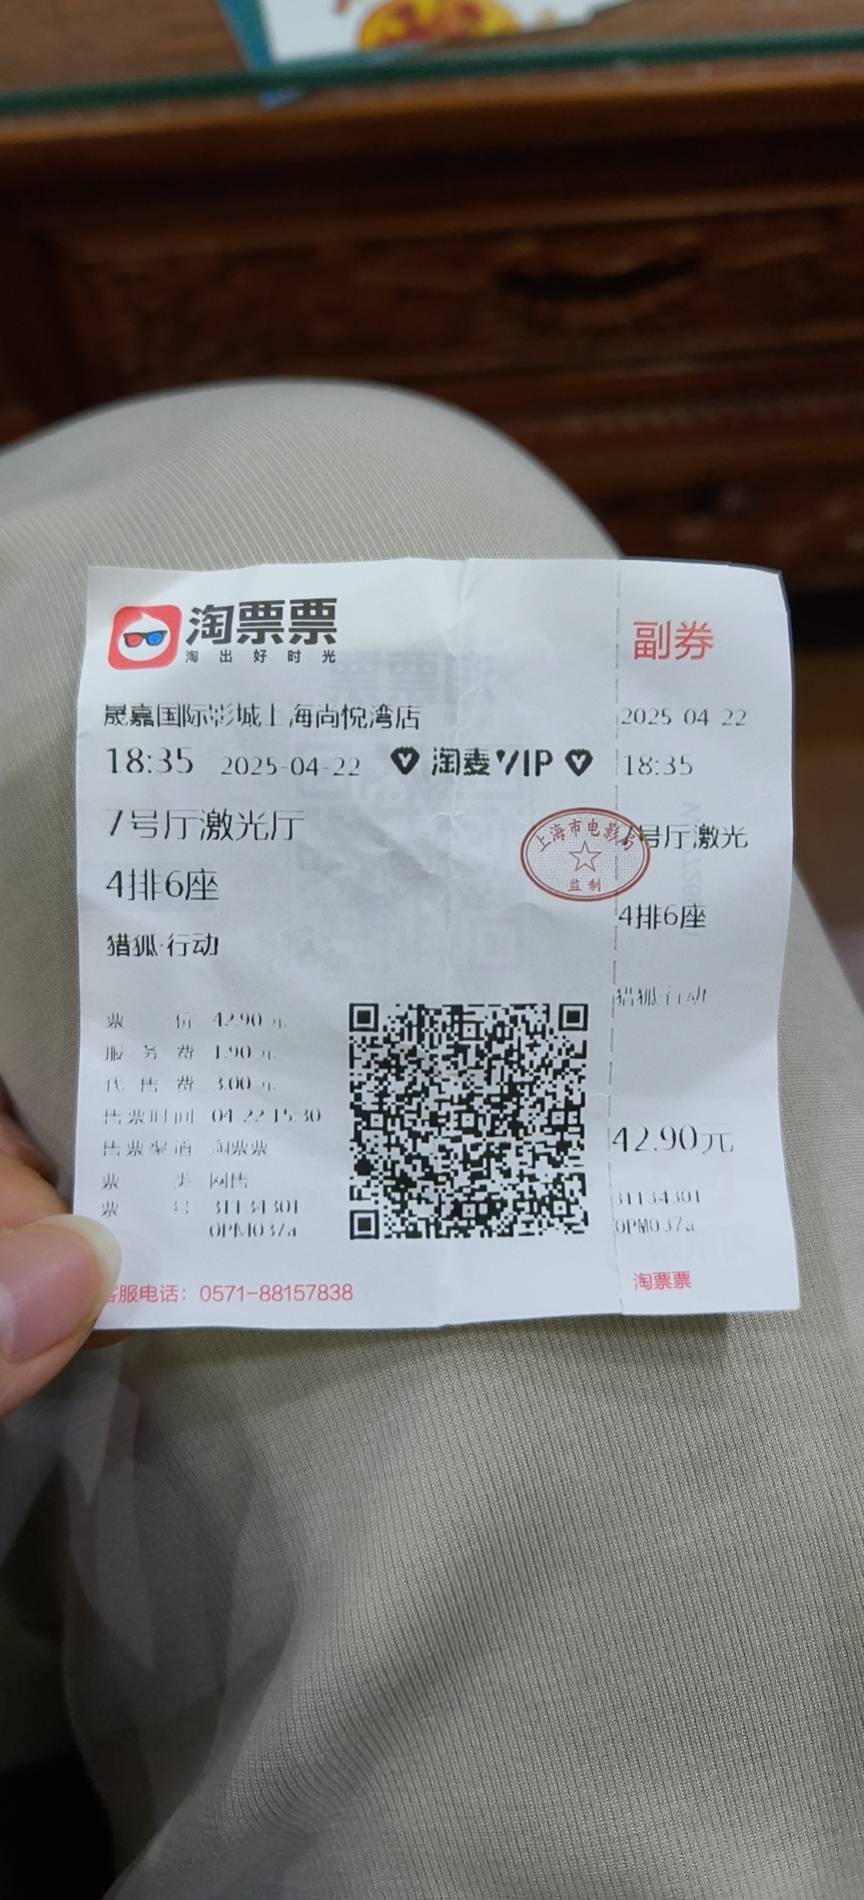 淘票票
淘出好时光
晟嘉国际影城上海尚悦湾店
18:35 2025-04-22 淘麦VIP
7号厅激光厅
4排6座
猎狐·行动
票价 42.90 元
服务费 1.90 元
代售费 3.00 元
售票时间 04-22 15:30
售票渠道 淘票票
票类 网售
票号 31134301
0PM037a
客服电话：0571-88157838
上海市电影局
监制
副券
2025-04-22
18:35
7号厅激光
4排6座
猎狐·行动
42.90元
31134301
0PM037a
淘票票